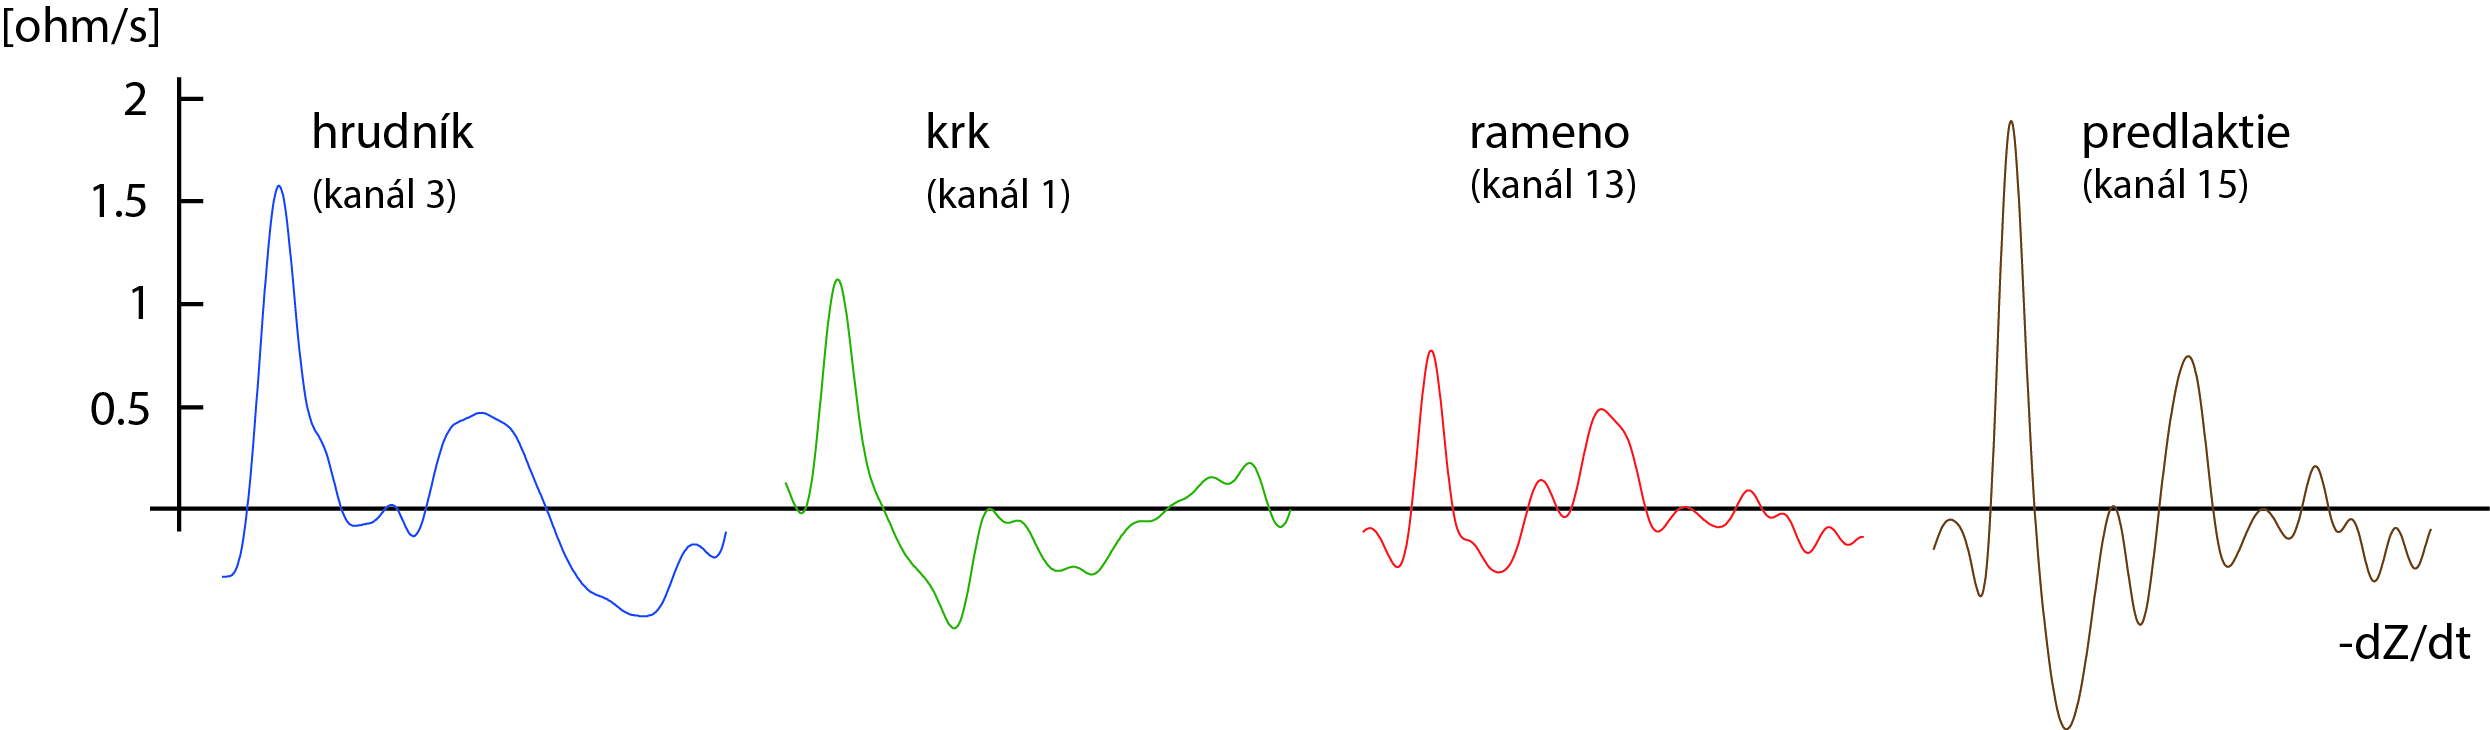 [ohm/s]
2
1.5
1
0.5
hrudník
(kanál 3)
krk
(kanál 1)
rameno
(kanál 13)
predlaktie
(kanál 15)
-dZ/dt